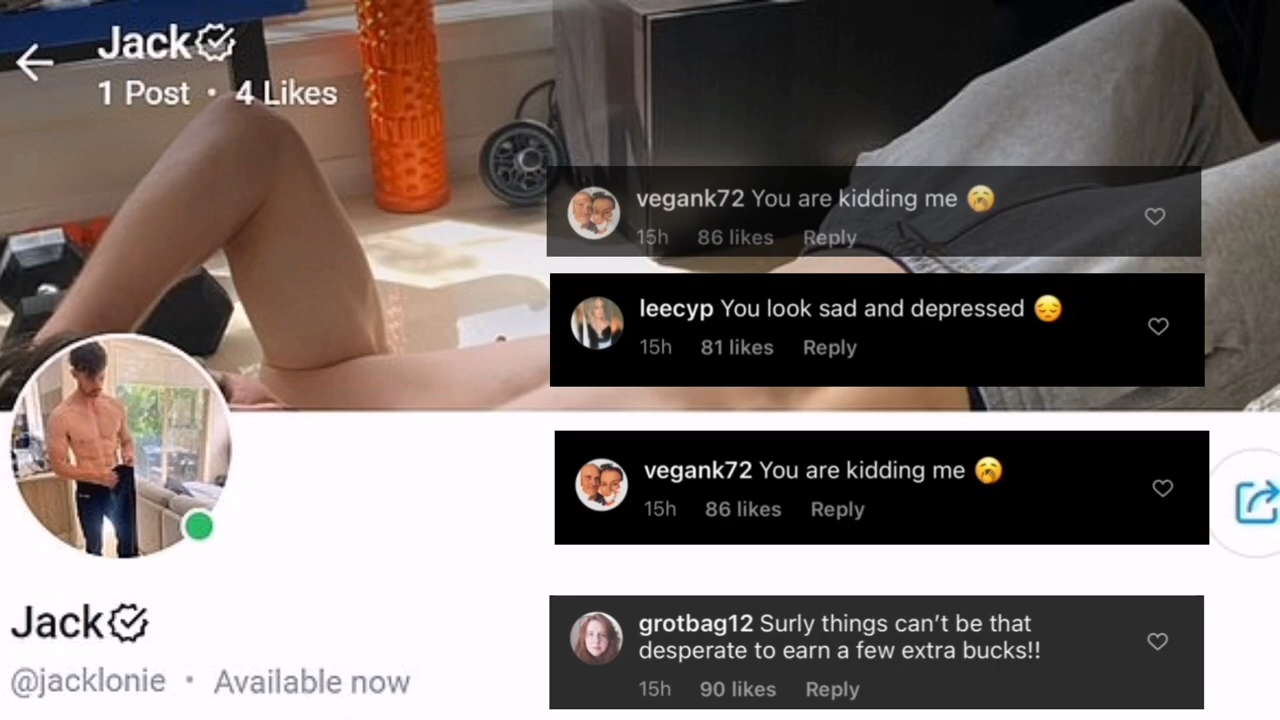 Jack
1 Post • 4 Likes
vegank72 You are kidding me 🥱
15h 86 likes Reply
leecyp You look sad and depressed 😔
15h 81 likes Reply
vegank72 You are kidding me 🥱
15h 86 likes Reply
Jack
@jacklonie • Available now
grotbag12 Surly things can’t be that
desperate to earn a few extra bucks!!
15h 90 likes Reply